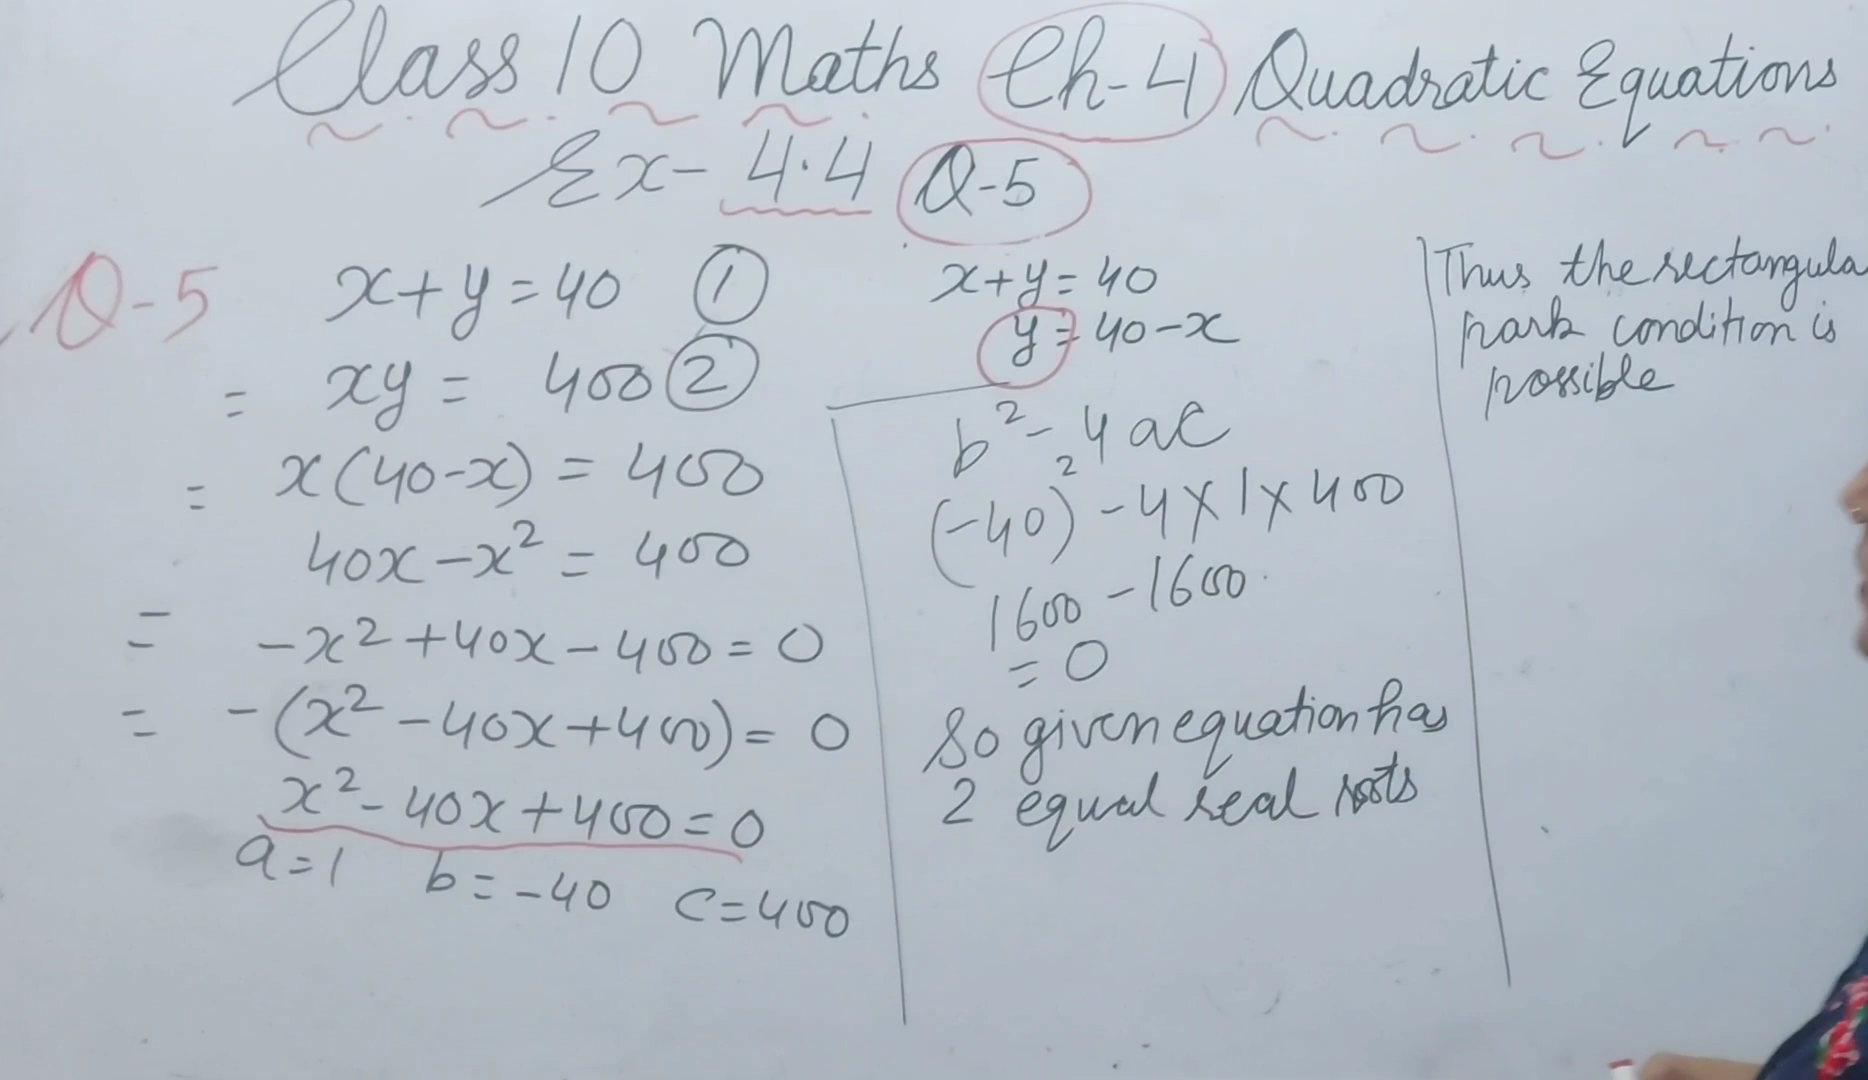 Class 10 Maths Ch-4 Quadratic Equations
Ex- 4.4 Q-5
Q-5 x+y=40 ①
= xy = 400 ②
= x(40-x) = 400
40x-x² = 400
= -x²+40x-400=0
= -(x²-40x+400)=0
x²-40x+400=0
a=1 b=-40 c=400
x+y=40
y=40-x
b²-4ac
(-40)²-4×1×400
1600-1600
=0
So given equation has
2 equal real roots
Thus the rectangula
park condition is
possible